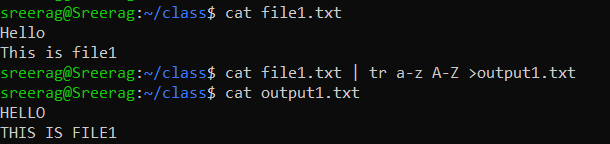 sreerag@Sreerag:~/class$ cat file1.txt
Hello
This is file1
sreerag@Sreerag:~/class$ cat file1.txt | tr a-z A-Z >output1.txt
sreerag@Sreerag:~/class$ cat output1.txt
HELLO
THIS IS FILE1